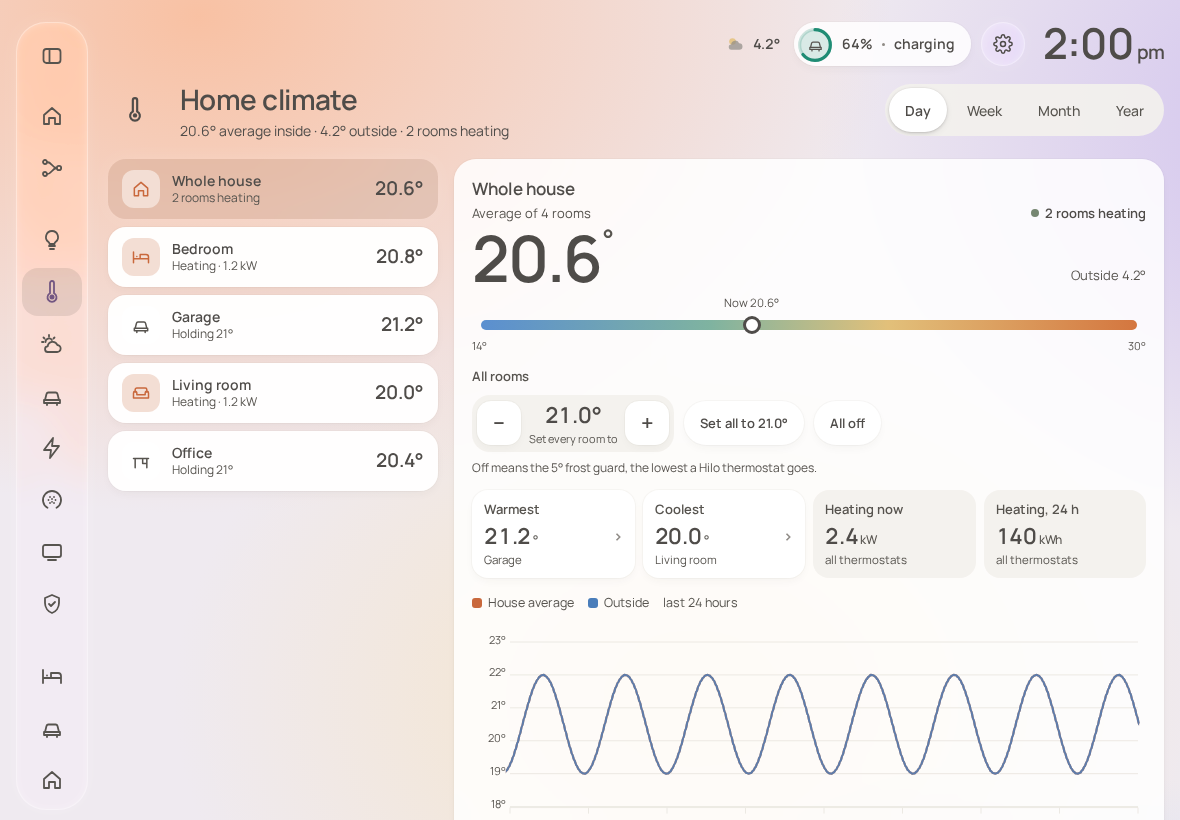 4.2°
64% · charging
2:00 pm
Home climate
20.6° average inside · 4.2° outside · 2 rooms heating
Day Week Month Year
Whole house
2 rooms heating
20.6°
Bedroom
Heating · 1.2 kW
20.8°
Garage
Holding 21°
21.2°
Living room
Heating · 1.2 kW
20.0°
Office
Holding 21°
20.4°
Whole house
Average of 4 rooms
2 rooms heating
20.6°
Outside 4.2°
Now 20.6°
14° 30°
All rooms
− 21.0° +
Set every room to
Set all to 21.0°
All off
Off means the 5° frost guard, the lowest a Hilo thermostat goes.
Warmest
21.2°
Garage
Coolest
20.0°
Living room
Heating now
2.4 kW
all thermostats
Heating, 24 h
140 kWh
all thermostats
House average Outside last 24 hours
23°
22°
21°
20°
19°
18°